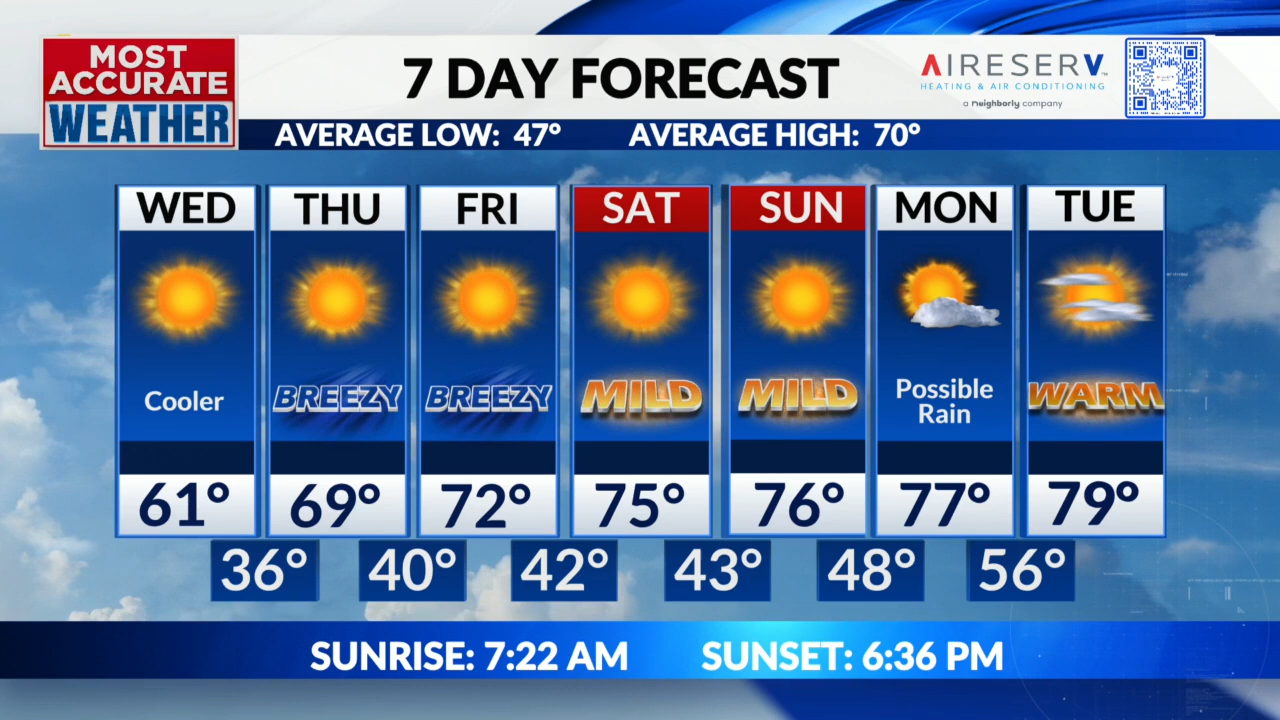 MOST
ACCURATE
WEATHER
7 DAY FORECAST
AIRESERV™
HEATING & AIR CONDITIONING
a neighborly company
AVERAGE LOW: 47° AVERAGE HIGH: 70°
WED THU FRI SAT SUN MON TUE
Cooler BREEZY BREEZY MILD MILD Possible Rain WARM
61° 69° 72° 75° 76° 77° 79°
36° 40° 42° 43° 48° 56°
SUNRISE: 7:22 AM SUNSET: 6:36 PM